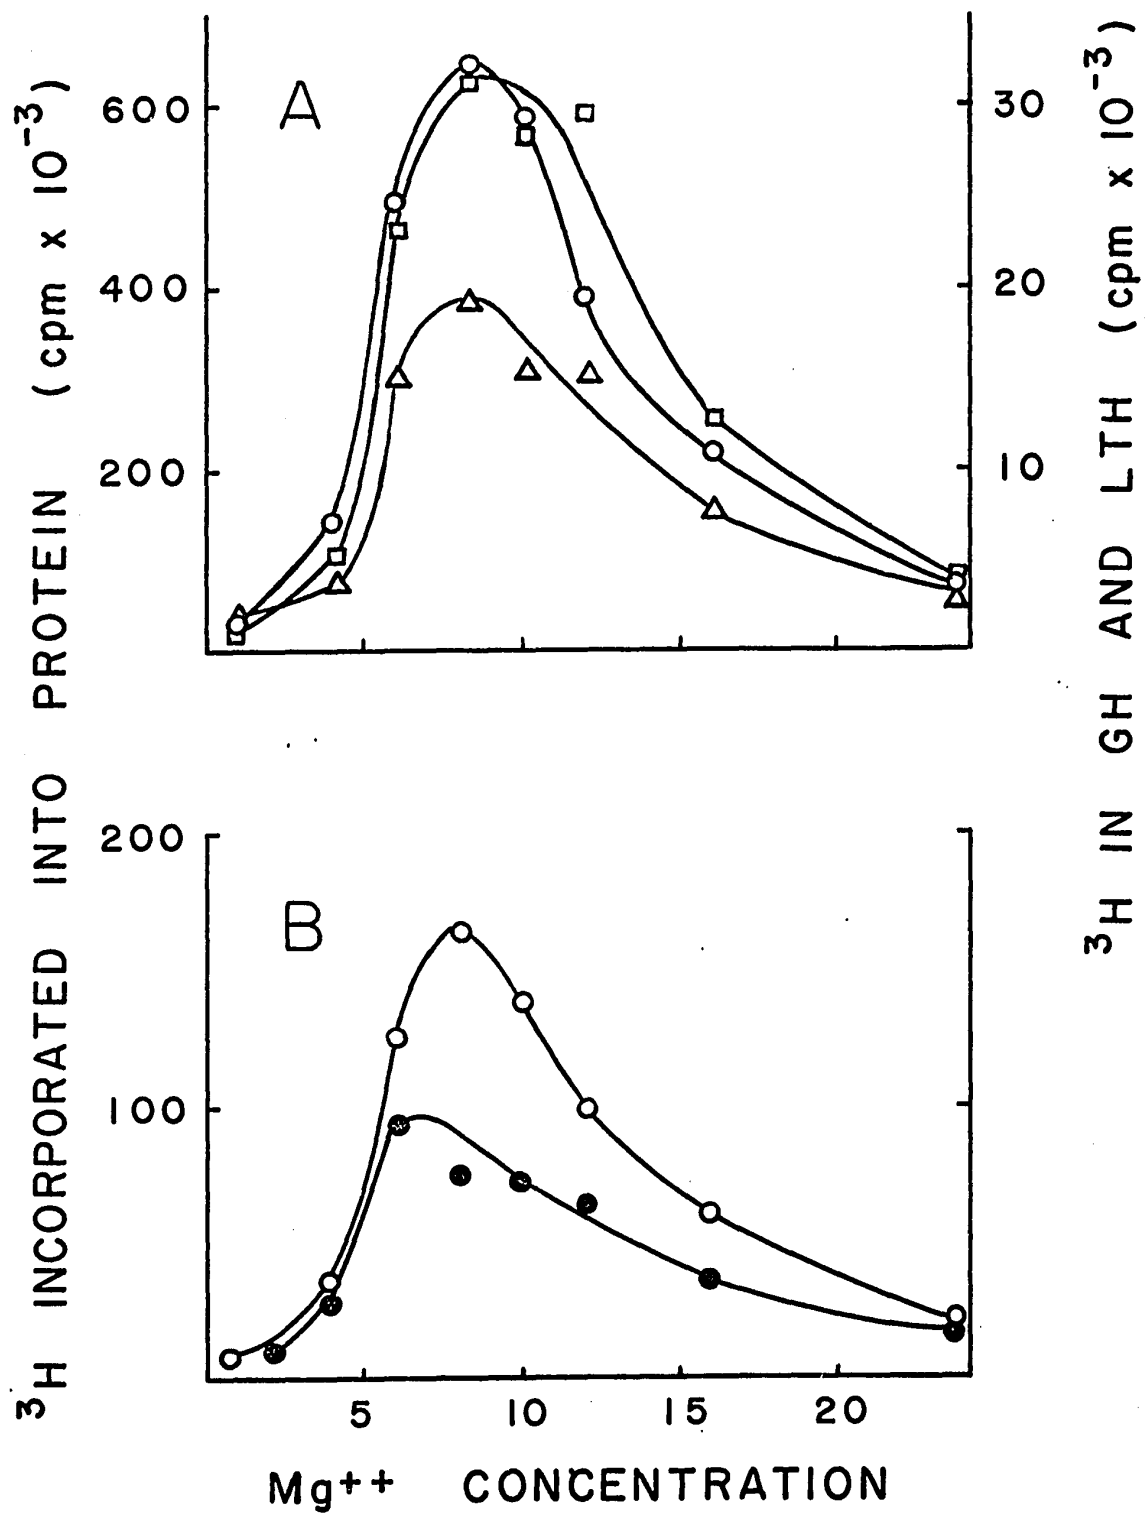 ³H INCORPORATED INTO PROTEIN (cpm x 10⁻³)
A
600
400
200
30
20
10
³H IN GH AND LTH (cpm x 10⁻³)
B
200
100
5 10 15 20
Mg++ CONCENTRATION